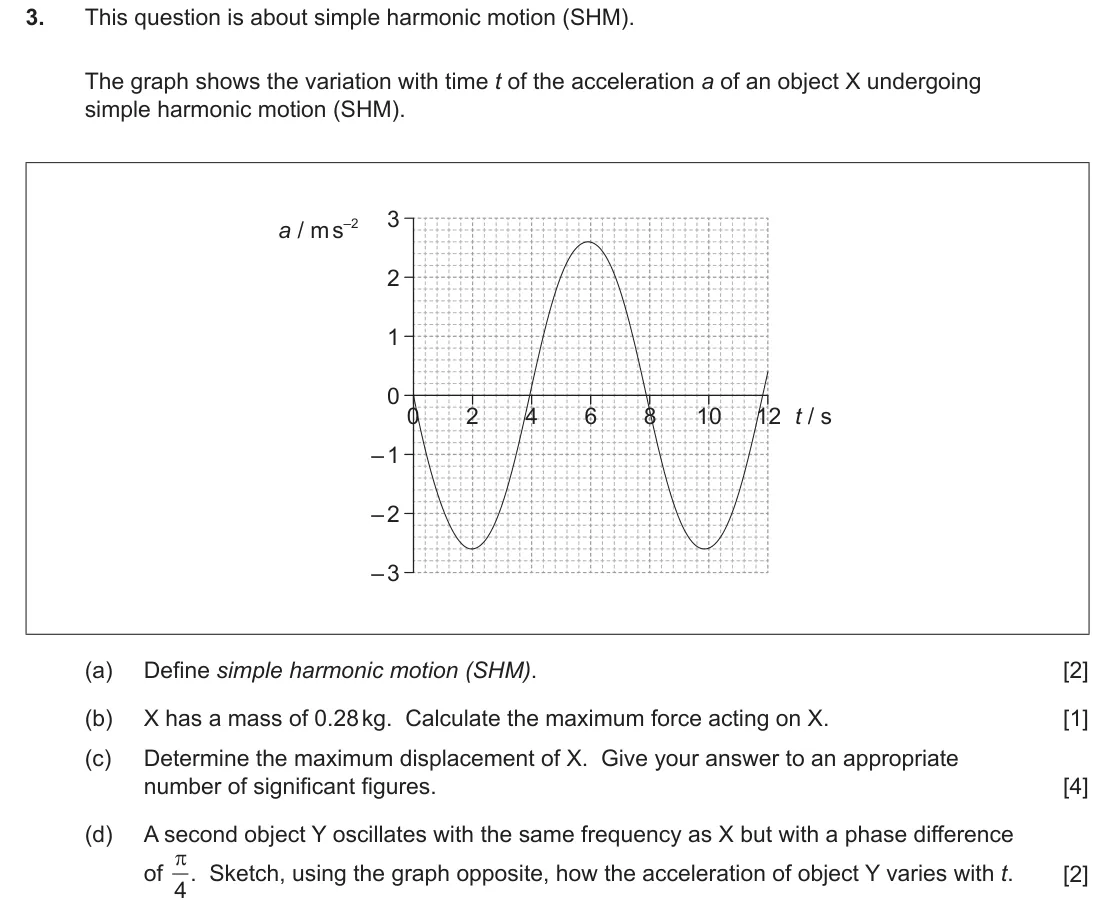 3. This question is about simple harmonic motion (SHM).
The graph shows the variation with time t of the acceleration a of an object X undergoing
simple harmonic motion (SHM).
a / m s⁻²
3
2
1
0
–1
–2
–3
0 2 4 6 8 10 12 t / s
(a) Define simple harmonic motion (SHM). [2]
(b) X has a mass of 0.28 kg. Calculate the maximum force acting on X. [1]
(c) Determine the maximum displacement of X. Give your answer to an appropriate
number of significant figures. [4]
(d) A second object Y oscillates with the same frequency as X but with a phase difference
of π/4. Sketch, using the graph opposite, how the acceleration of object Y varies with t. [2]